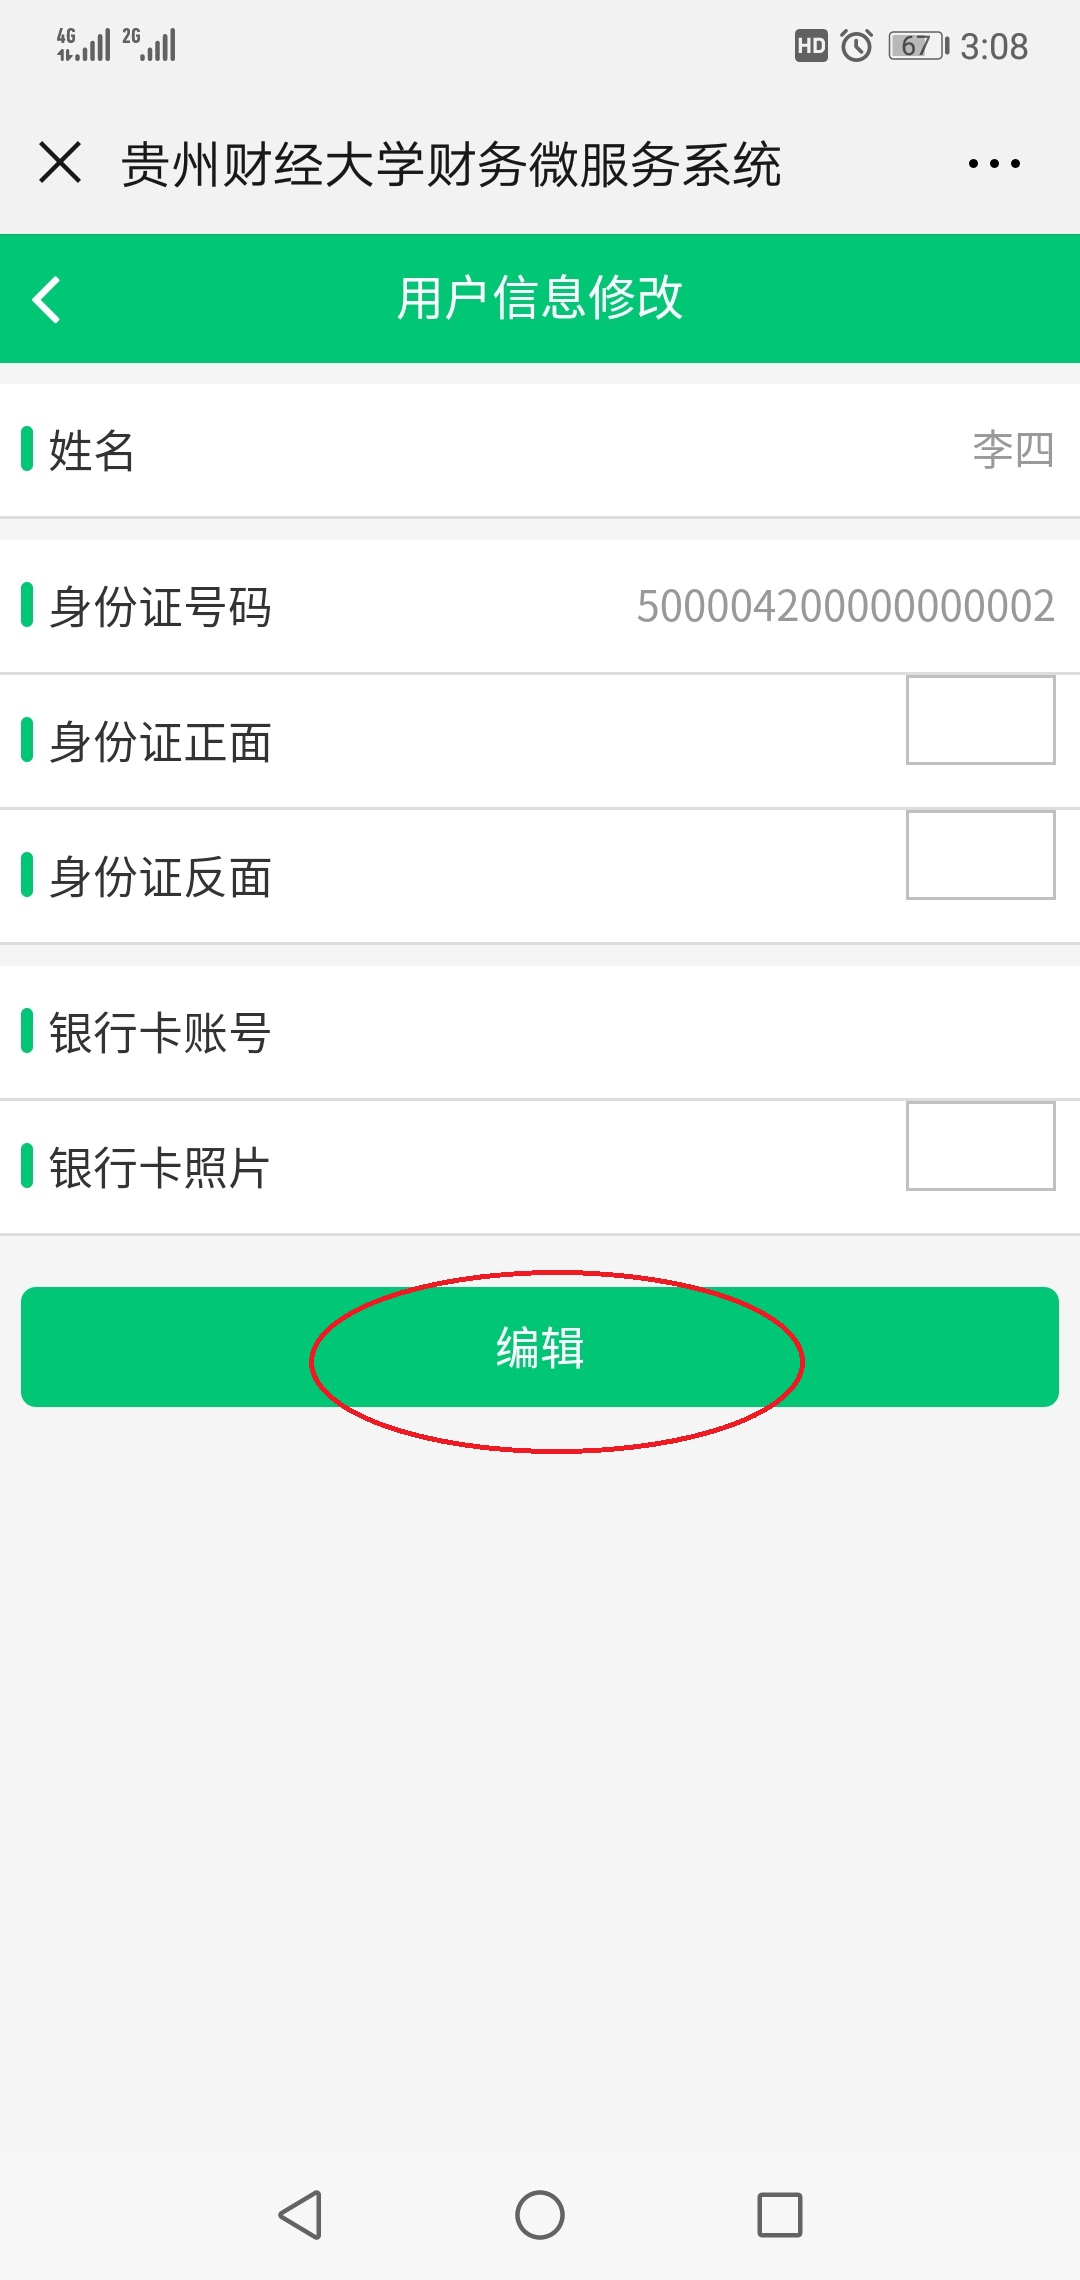 4G 2G HD 67 3:08
贵州财经大学财务微服务系统
用户信息修改
姓名 李四
身份证号码 500004200000000002
身份证正面
身份证反面
银行卡账号
银行卡照片
编辑